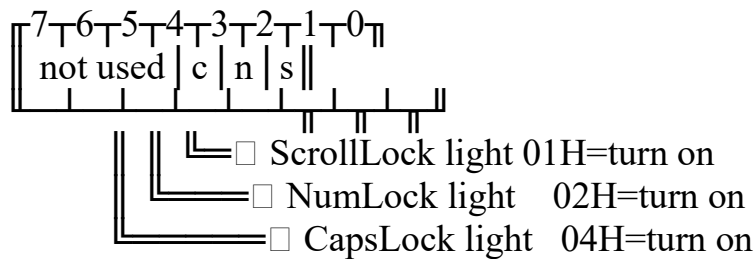 ╓7┬6┬5┬4┬3┬2┬1┬0╖
║ not used│c│n│s║
╙─┴─┴─┴─┴─╥─╥─╥─╜
║ ║ ╚═□ ScrollLock light 01H=turn on
║ ╚═══□ NumLock light 02H=turn on
╚═════□ CapsLock light 04H=turn on